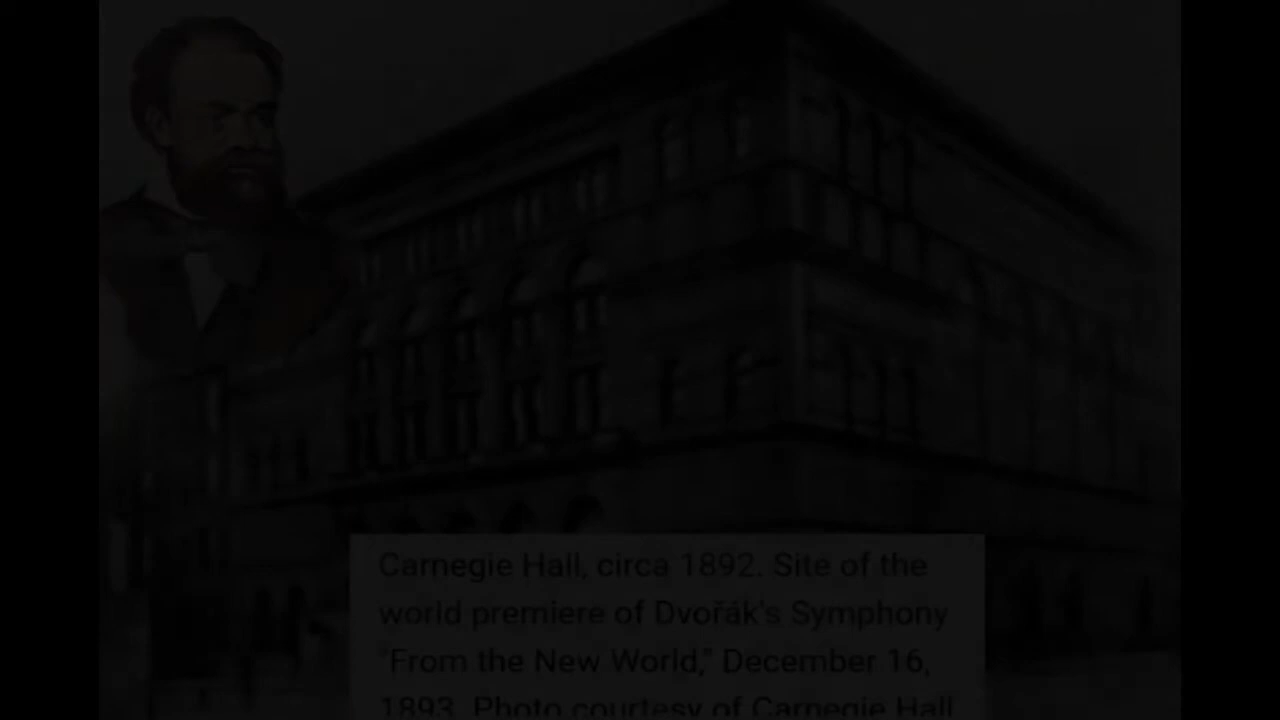 Carnegie Hall, circa 1892. Site of the
world premiere of Dvořák's Symphony
"From the New World," December 16,
1893. Photo courtesy of Carnegie Hall